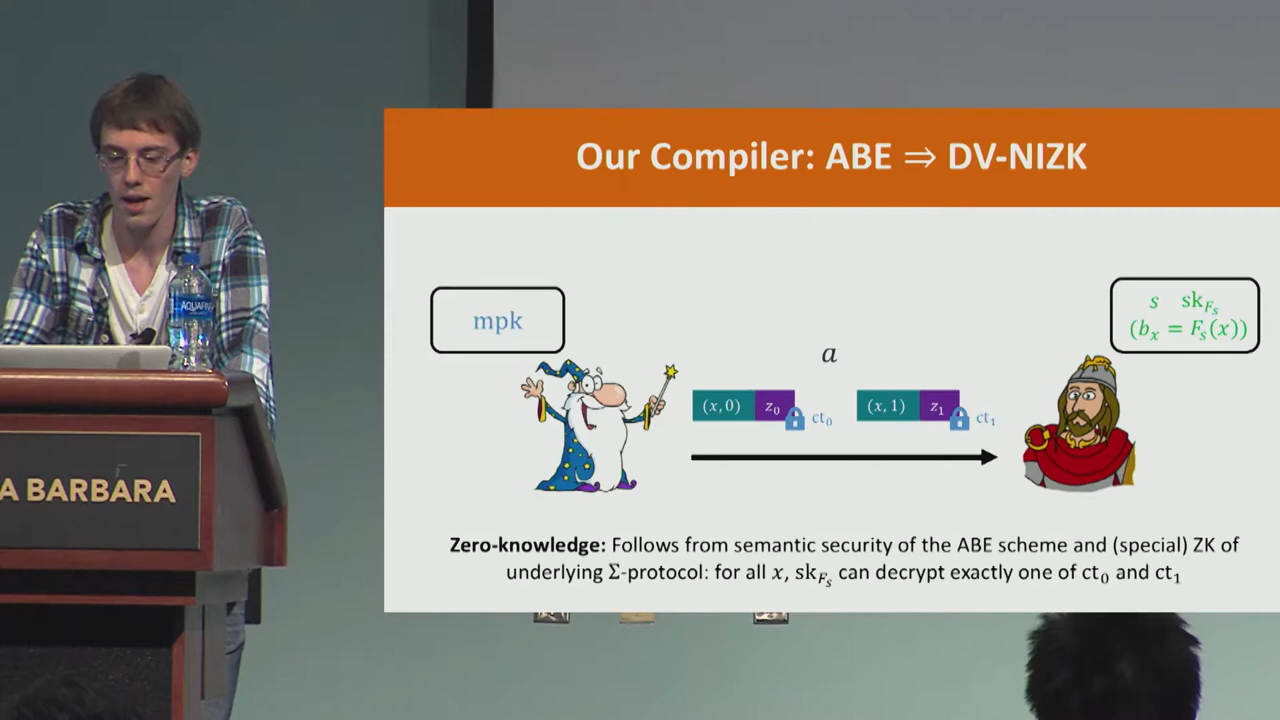 Our Compiler: ABE ⇒ DV-NIZK
mpk
s sk_{F_s}
(b_x = F_s(x))
a
(x, 0) z_0 ct_0 (x, 1) z_1 ct_1
AQUAFINA
A BARBARA
Zero-knowledge: Follows from semantic security of the ABE scheme and (special) ZK of
underlying Σ-protocol: for all x, sk_{F_s} can decrypt exactly one of ct_0 and ct_1